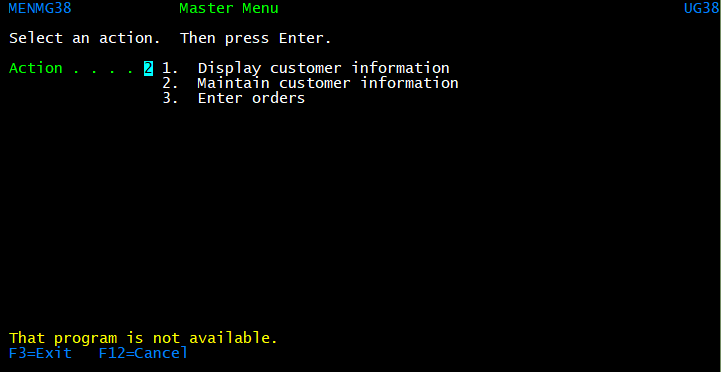 MENMG38 Master Menu UG38
Select an action. Then press Enter.
Action . . . . 2 1. Display customer information
2. Maintain customer information
3. Enter orders
That program is not available.
F3=Exit F12=Cancel